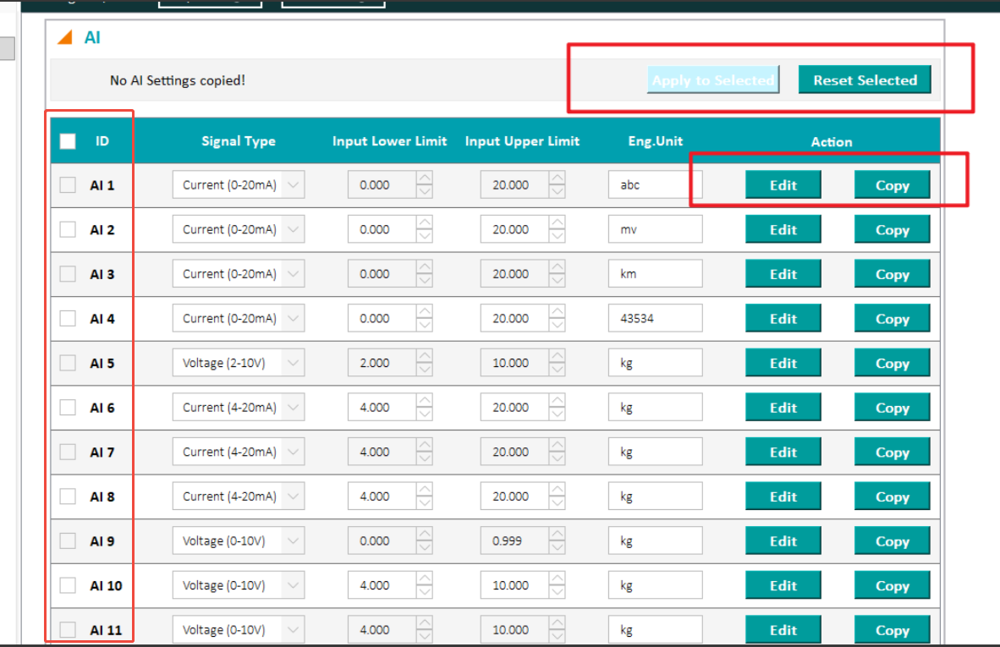 AI
No AI Settings copied! Apply to Selected Reset Selected
ID Signal Type Input Lower Limit Input Upper Limit Eng.Unit Action
AI 1 Current (0-20mA) 0.000 20.000 abc Edit Copy
AI 2 Current (0-20mA) 0.000 20.000 mv Edit Copy
AI 3 Current (0-20mA) 0.000 20.000 km Edit Copy
AI 4 Current (0-20mA) 0.000 20.000 43534 Edit Copy
AI 5 Voltage (2-10V) 2.000 10.000 kg Edit Copy
AI 6 Current (4-20mA) 4.000 20.000 kg Edit Copy
AI 7 Current (4-20mA) 4.000 20.000 kg Edit Copy
AI 8 Current (4-20mA) 4.000 20.000 kg Edit Copy
AI 9 Voltage (0-10V) 0.000 0.999 kg Edit Copy
AI 10 Voltage (0-10V) 4.000 10.000 kg Edit Copy
AI 11 Voltage (0-10V) 4.000 10.000 kg Edit Copy